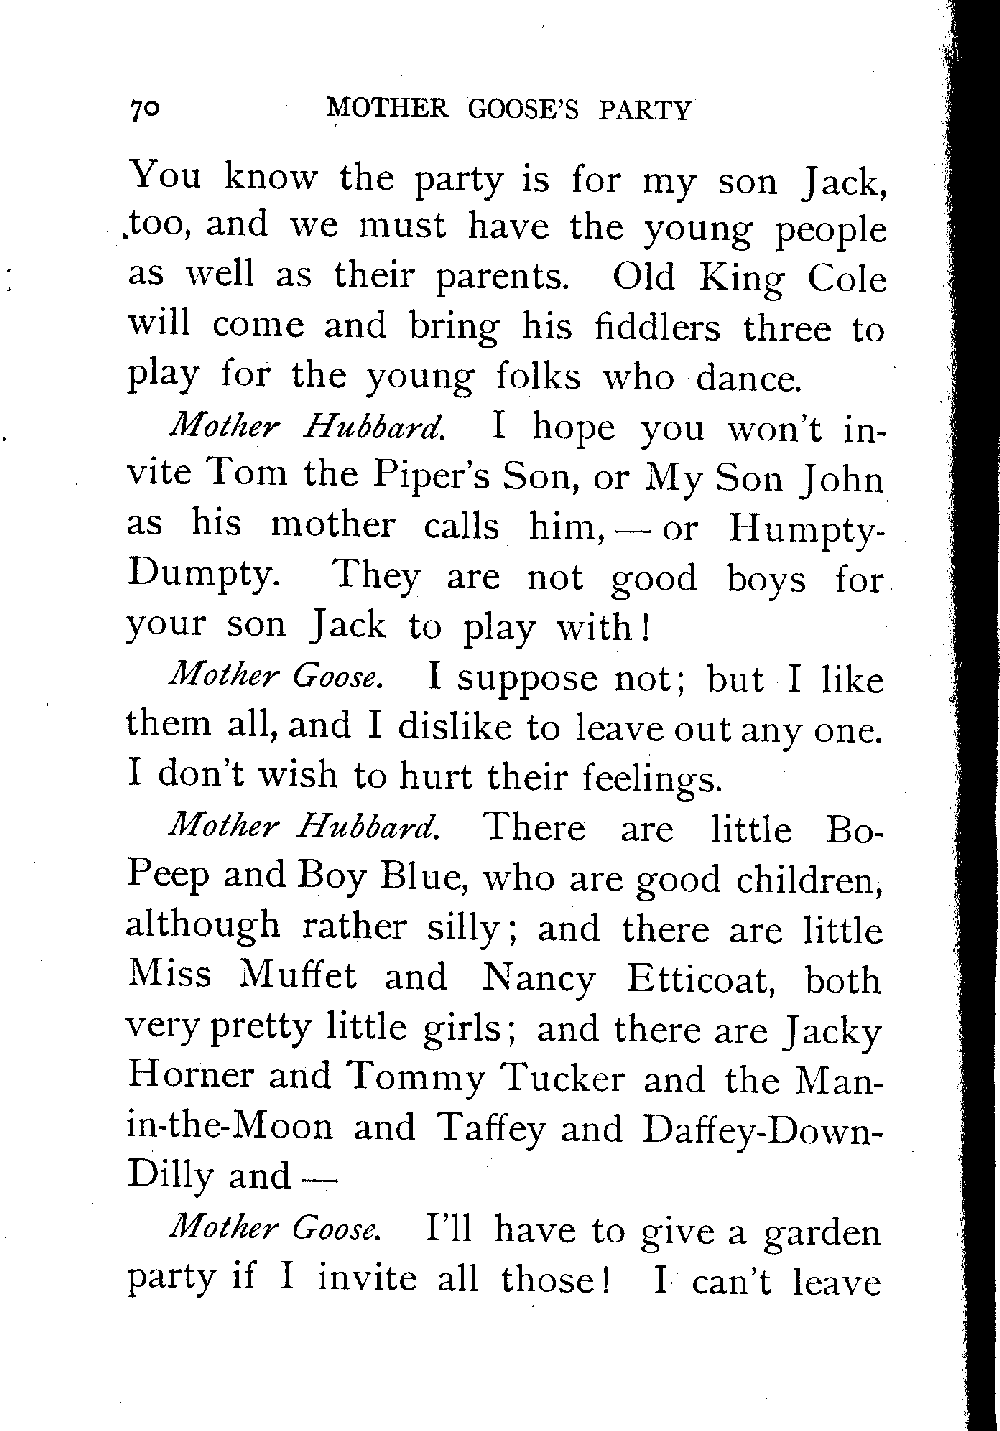 70 MOTHER GOOSE'S PARTY
You know the party is for my son Jack,
too, and we must have the young people
as well as their parents. Old King Cole
will come and bring his fiddlers three to
play for the young folks who dance.
Mother Hubbard. I hope you won't in-
vite Tom the Piper's Son, or My Son John
as his mother calls him, — or Humpty-
Dumpty. They are not good boys for
your son Jack to play with!
Mother Goose. I suppose not; but I like
them all, and I dislike to leave out any one.
I don't wish to hurt their feelings.
Mother Hubbard. There are little Bo-
Peep and Boy Blue, who are good children,
although rather silly; and there are little
Miss Muffet and Nancy Etticoat, both
very pretty little girls; and there are Jacky
Horner and Tommy Tucker and the Man-
in-the-Moon and Taffey and Daffey-Down-
Dilly and —
Mother Goose. I'll have to give a garden
party if I invite all those! I can't leave